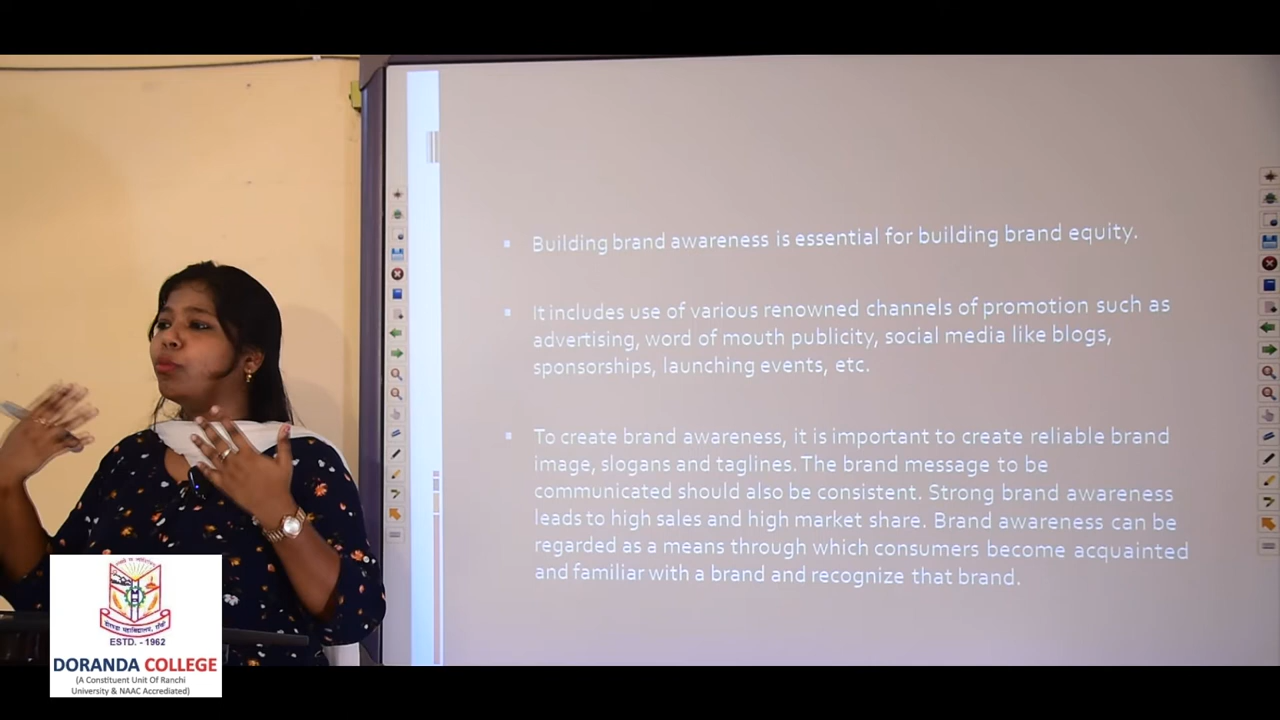 Building brand awareness is essential for building brand equity.
It includes use of various renowned channels of promotion such as
advertising, word of mouth publicity, social media like blogs,
sponsorships, launching events, etc.
To create brand awareness, it is important to create reliable brand
image, slogans and taglines. The brand message to be
communicated should also be consistent. Strong brand awareness
leads to high sales and high market share. Brand awareness can be
regarded as a means through which consumers become acquainted
and familiar with a brand and recognize that brand.
ESTD. - 1962
DORANDA COLLEGE
(A Constituent Unit Of Ranchi
University & NAAC Accredited)